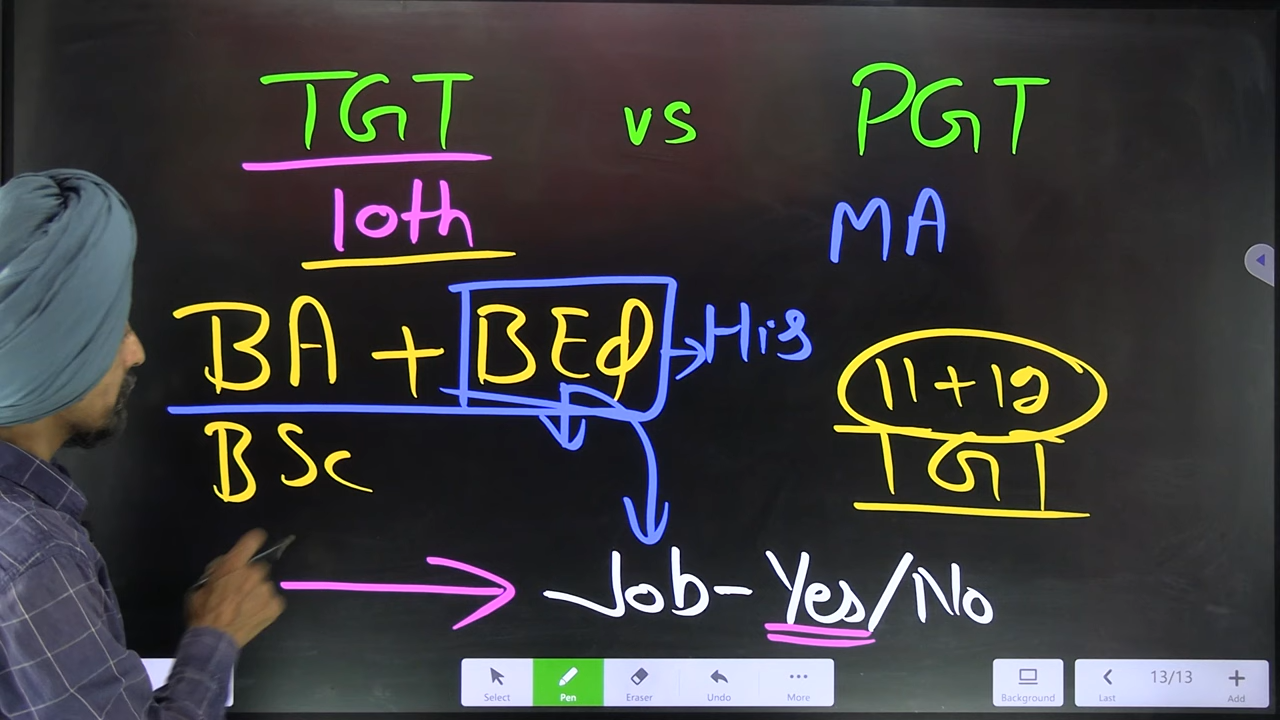 TGT vs PGT
10th
MA
BA + BEd → His
11 + 12
BSc
TGT
Job - Yes/No
Select
Pen
Eraser
Undo
More
Background
Last
13/13
Add